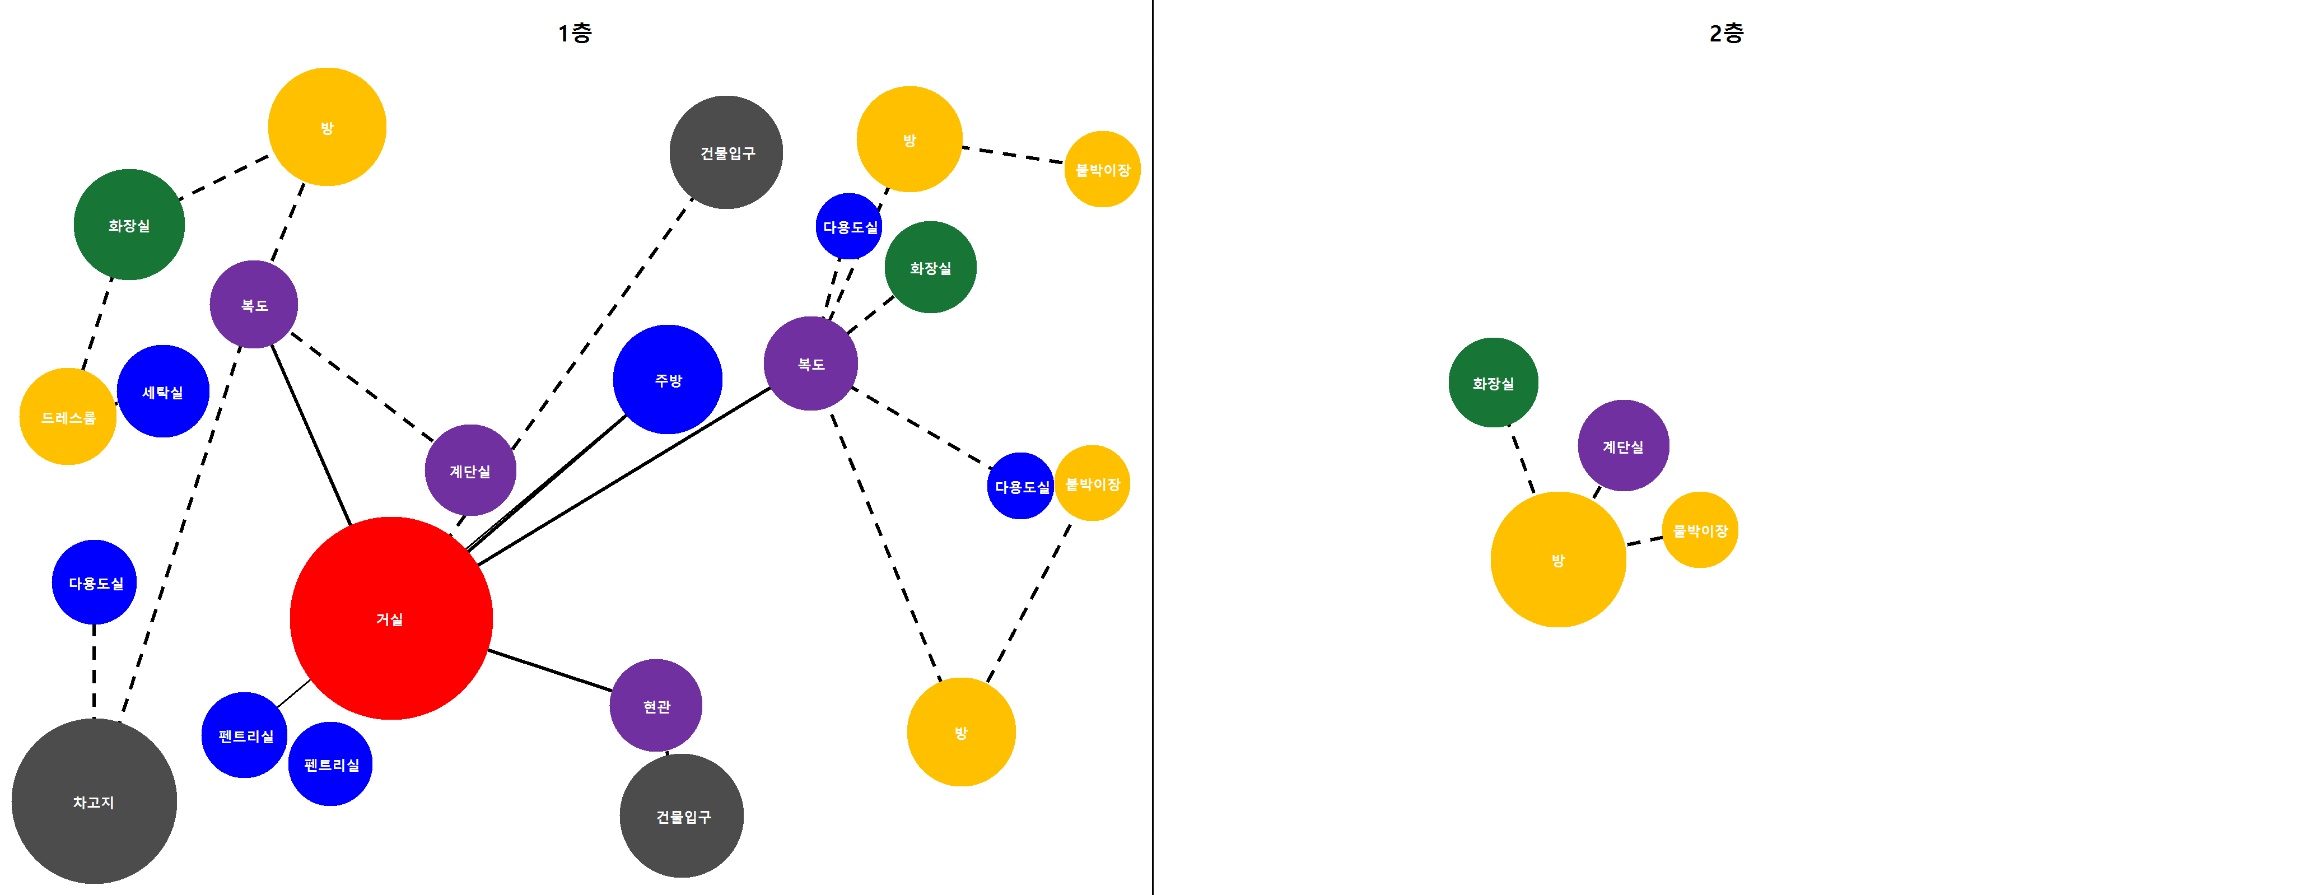 1층
2층
방
건물입구
방
붙박이장
화장실
다용도실
화장실
복도
주방
복도
세탁실
드레스룸
계단실
다용도실
붙박이장
다용도실
거실
펜트리실
펜트리실
현관
방
차고지
건물입구
화장실
계단실
붙박이장
방